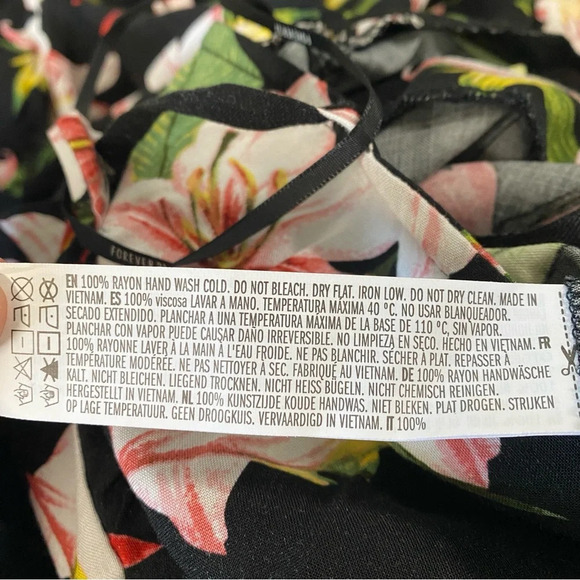 FOREVER 21
EN 100% RAYON HAND WASH COLD. DO NOT BLEACH. DRY FLAT. IRON LOW. DO NOT DRY CLEAN. MADE IN
VIETNAM. ES 100% viscosa LAVAR A MANO. TEMPERATURA MÁXIMA 40 °C. NO USAR BLANQUEADOR.
SECADO EXTENDIDO. PLANCHAR A UNA TEMPERATURA MÁXIMA DE LA BASE DE 110 °C, SIN VAPOR.
PLANCHAR CON VAPOR PUEDE CAUSAR DAÑO IRREVERSIBLE. NO LIMPIEZA EN SECO. HECHO EN VIETNAM. FR
100% RAYONNE LAVER À LA MAIN À L'EAU FROIDE. NE PAS BLANCHIR. SÉCHER À PLAT. REPASSER À
TEMPÉRATURE MODÉRÉE. NE PAS NETTOYER À SEC. FABRIQUÉ AU VIETNAM. DE 100% RAYON HANDWÄSCHE
KALT. NICHT BLEICHEN. LIEGEND TROCKNEN. NICHT HEISS BÜGELN. NICHT CHEMISCH REINIGEN.
HERGESTELLT IN VIETNAM. NL 100% KUNSTZIJDE KOUDE HANDWAS. NIET BLEKEN. PLAT DROGEN. STRIJKEN
OP LAGE TEMPERATUUR. GEEN DROOGKUIS. VERVAARDIGD IN VIETNAM. IT 100%